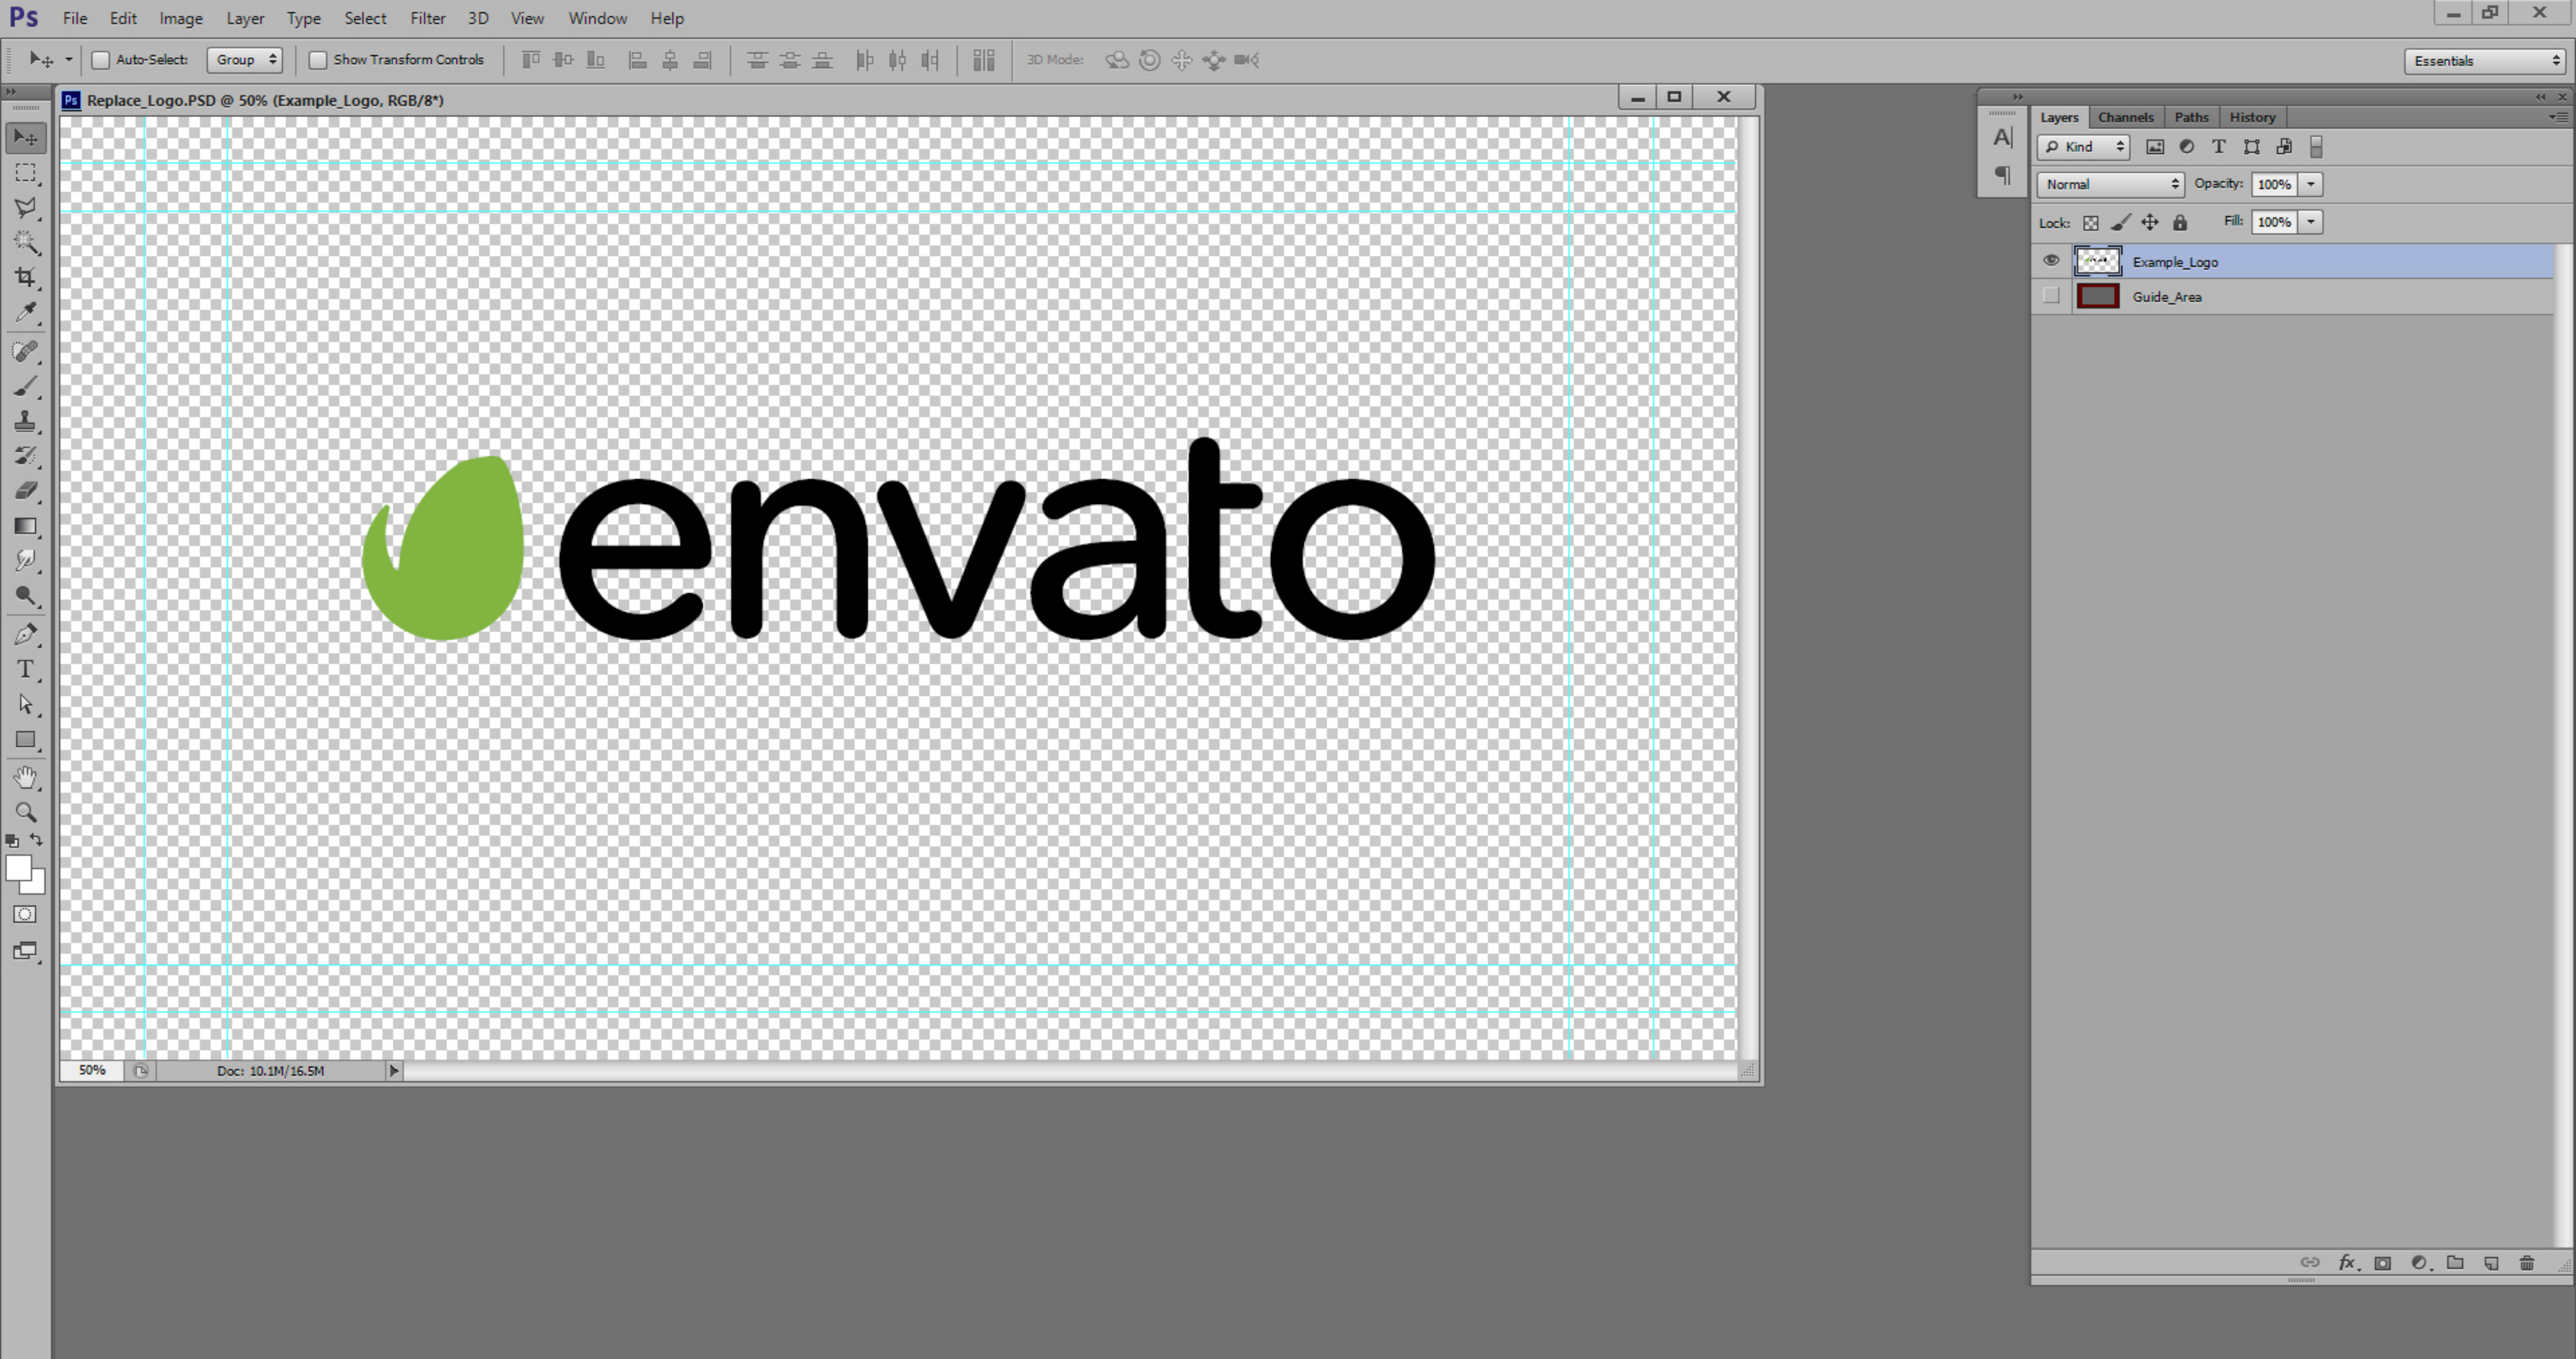 Ps File Edit Image Layer Type Select Filter 3D View Window Help
Auto-Select: Group Show Transform Controls 3D Mode: Essentials
Ps Replace_Logo.PSD @ 50% (Example_Logo, RGB/8*)
Layers Channels Paths History
Kind
Normal Opacity: 100%
Lock: Fill: 100%
Example_Logo
Guide_Area
envato
50% Doc: 10.1M/16.5M